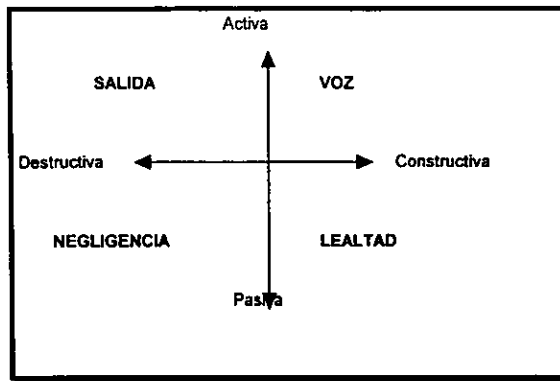 Activa
SALIDA VOZ
Destructiva Constructiva
NEGLIGENCIA LEALTAD
Pasiva